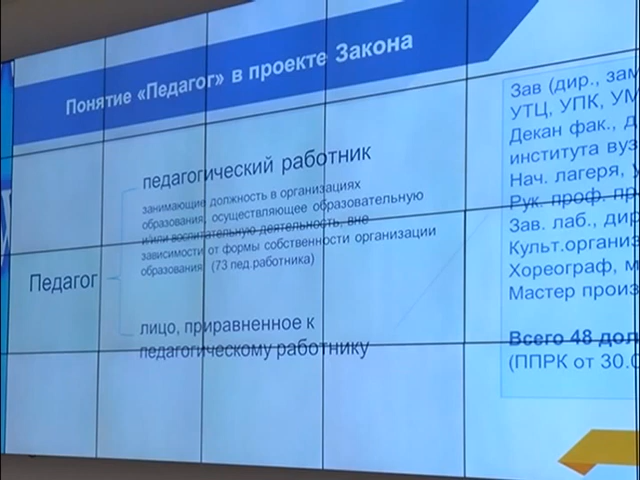 Понятие «Педагог» в проекте Закона
педагогический работник
занимающие должность в организациях
образования, осуществляющее образовательную
и/или воспитательную деятельность, вне
зависимости от формы собственности организации
образования (73 пед.работника)
Педагог
лицо, приравненное к
педагогическому работнику
Зав (дир., зам
УТЦ, УПК, УМ
Декан фак., д
института вуз
Нач. лагеря, у
Рук. проф. пр
Зав. лаб., дир
Культ.организ
Хореограф, м
Мастер произ
Всего 48 дол
(ППРК от 30.0